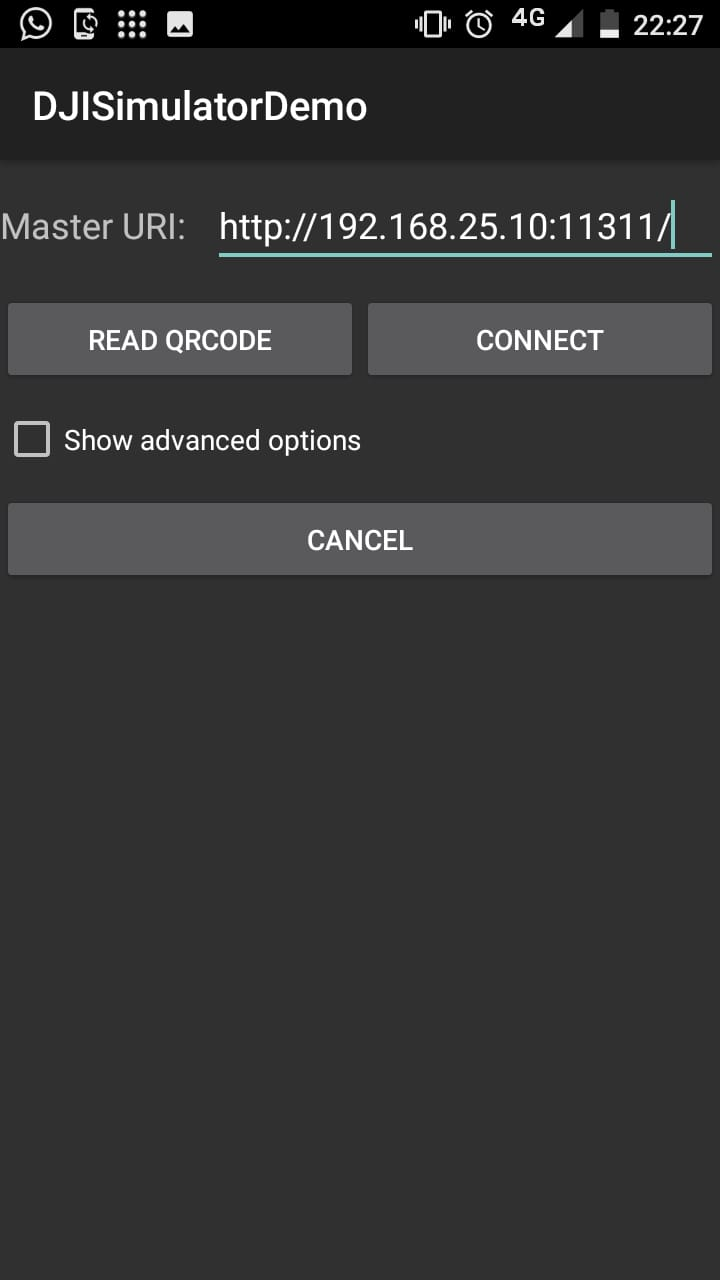 4G 22:27
DJISimulatorDemo
Master URI: http://192.168.25.10:11311/
READ QRCODE CONNECT
Show advanced options
CANCEL